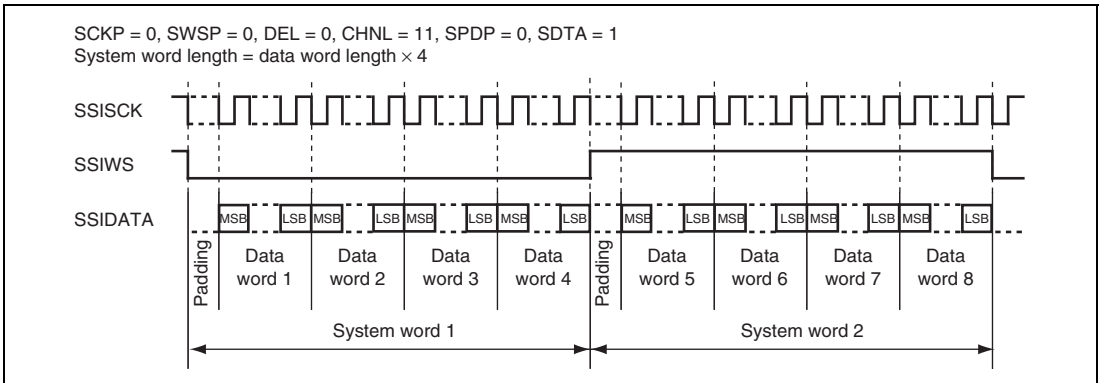 SCKP = 0, SWSP = 0, DEL = 0, CHNL = 11, SPDP = 0, SDTA = 1
System word length = data word length × 4
SSISCK
SSIWS
SSIDATA
MSB LSB MSB LSB MSB LSB MSB LSB MSB LSB MSB LSB MSB LSB MSB LSB
Padding Data word 1 Data word 2 Data word 3 Data word 4 Padding Data word 5 Data word 6 Data word 7 Data word 8
System word 1 System word 2